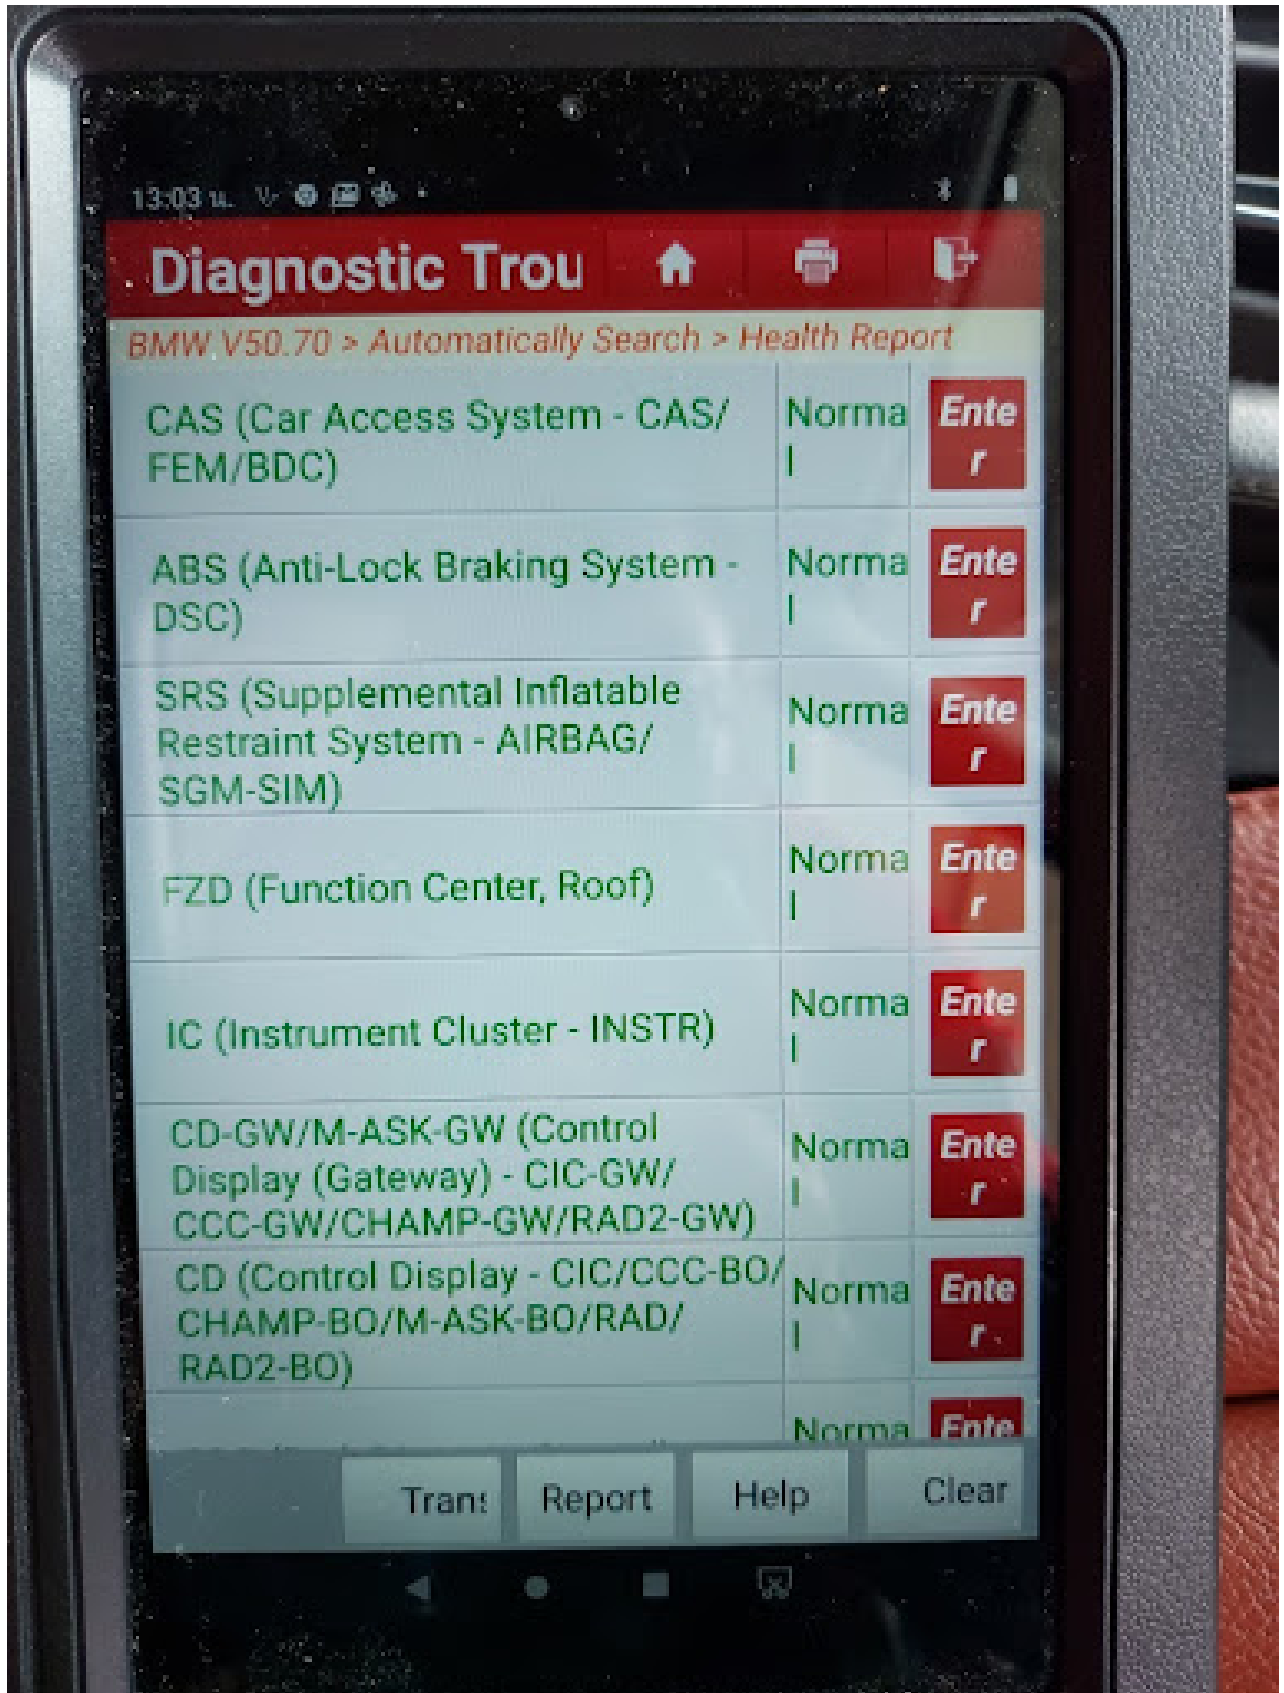 13:03 น.
Diagnostic Trou
BMW V50.70 > Automatically Search > Health Report
CAS (Car Access System - CAS/
FEM/BDC)
Norma
l
Ente
r
ABS (Anti-Lock Braking System -
DSC)
Norma
l
Ente
r
SRS (Supplemental Inflatable
Restraint System - AIRBAG/
SGM-SIM)
Norma
l
Ente
r
FZD (Function Center, Roof)
Norma
l
Ente
r
IC (Instrument Cluster - INSTR)
Norma
l
Ente
r
CD-GW/M-ASK-GW (Control
Display (Gateway) - CIC-GW/
CCC-GW/CHAMP-GW/RAD2-GW)
Norma
l
Ente
r
CD (Control Display - CIC/CCC-BO/
CHAMP-BO/M-ASK-BO/RAD/
RAD2-BO)
Norma
l
Ente
r
Norma
Ente
Trans
Report
Help
Clear